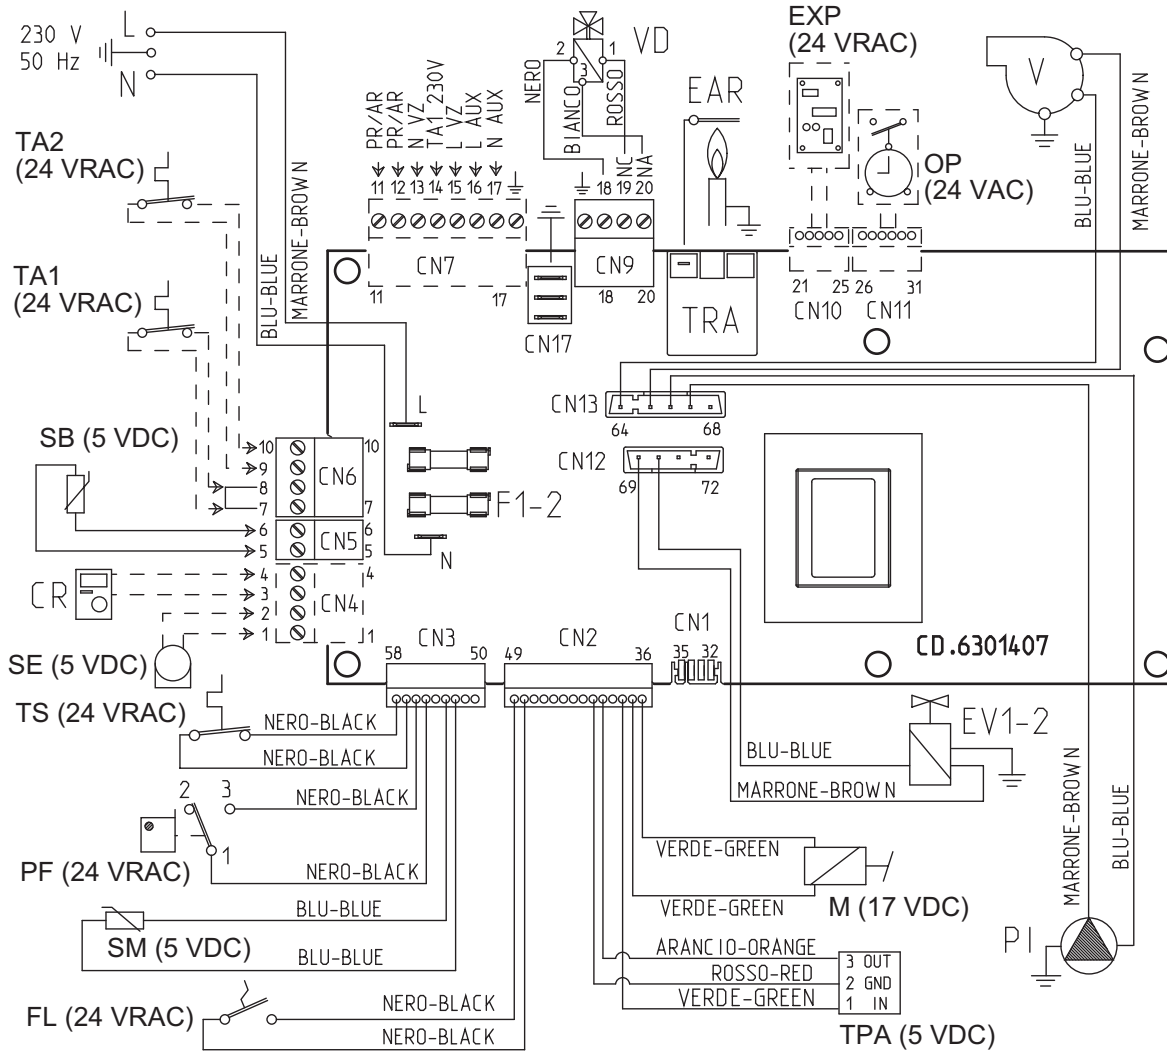 230 V
50 Hz
L
N
TA2
(24 VRAC)
TA1
(24 VRAC)
SB (5 VDC)
CR
SE (5 VDC)
TS (24 VRAC)
PF (24 VRAC)
SM (5 VDC)
FL (24 VRAC)
BLU-BLUE
MARRONE-BROWN
PR/AR
PR/AR
N VZ
TA1 230V
L VZ
L AUX
N AUX
11 12 13 14 15 16 17
CN7
11 17
VD
2 1
3
NERO
BIANCO
ROSSO
NC
NA
18 19 20
CN9
18 20
CN17
EAR
TRA
EXP
(24 VRAC)
OP
(24 VAC)
21 25 26 31
CN10 CN11
V
BLU-BLUE
MARRONE-BROWN
CN13
64 68
CN12
69 72
L
F1-2
N
10 10
9
8
7 7
CN6
6 6
5 5
CN5
4 4
3
2
1 1
CN4
CN3
58 50
CN2
49 36
CN1
35 32
CD.6301407
NERO-BLACK
NERO-BLACK
2 3
1
NERO-BLACK
NERO-BLACK
BLU-BLUE
BLU-BLUE
NERO-BLACK
NERO-BLACK
EV1-2
BLU-BLUE
MARRONE-BROWN
VERDE-GREEN
VERDE-GREEN
M (17 VDC)
ARANCIO-ORANGE
ROSSO-RED
VERDE-GREEN
3 OUT
2 GND
1 IN
TPA (5 VDC)
PI
MARRONE-BROWN
BLU-BLUE